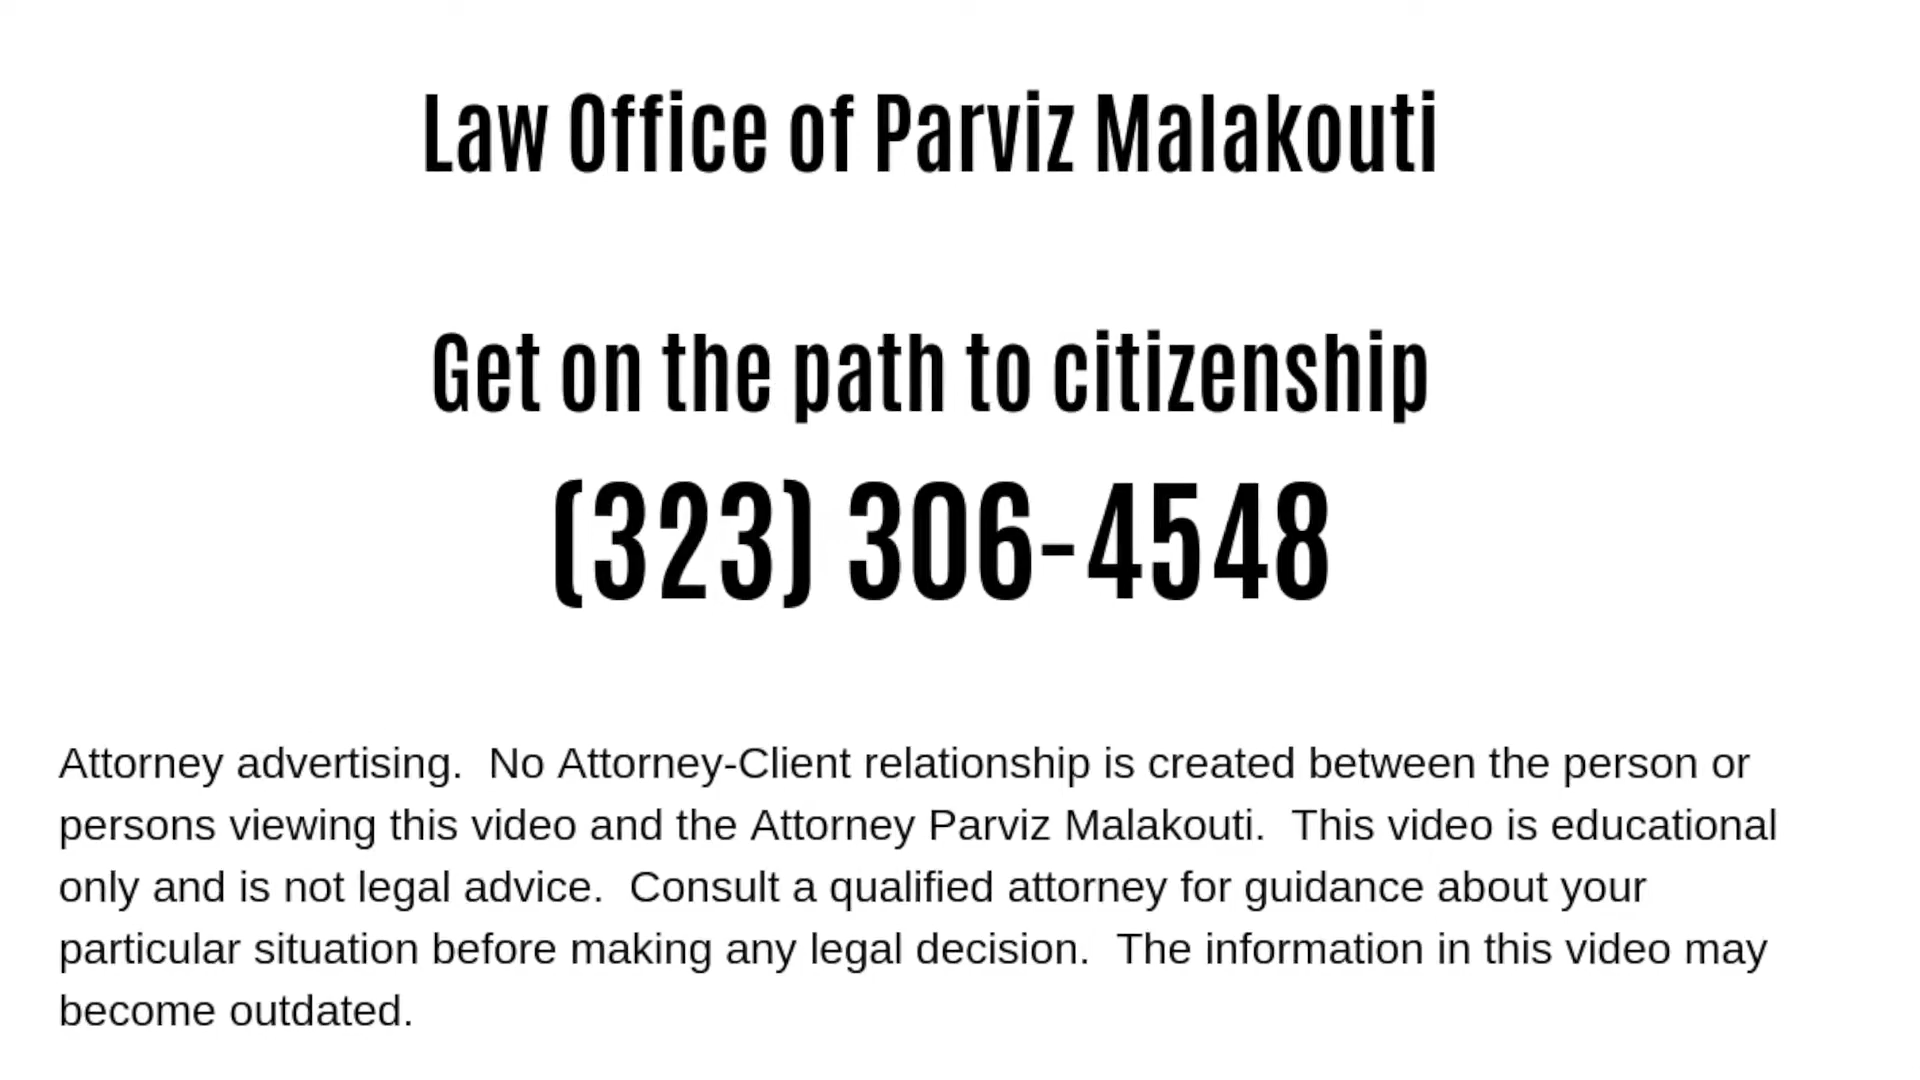 Law Office of Parviz Malakouti
Get on the path to citizenship
(323) 306-4548
Attorney advertising.  No Attorney-Client relationship is created between the person or
persons viewing this video and the Attorney Parviz Malakouti.  This video is educational
only and is not legal advice.  Consult a qualified attorney for guidance about your
particular situation before making any legal decision.  The information in this video may
become outdated.